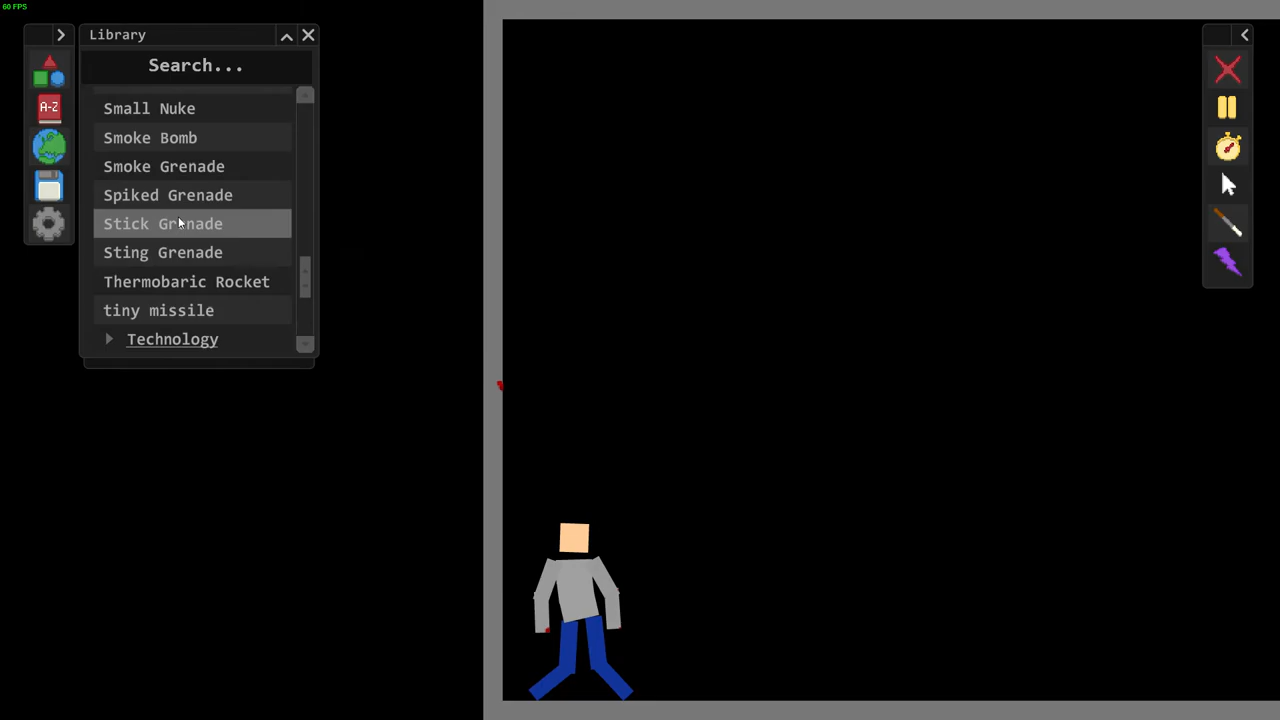 60 FPS
Library
Search...
A-Z
Small Nuke
Smoke Bomb
Smoke Grenade
Spiked Grenade
Stick Grenade
Sting Grenade
Thermobaric Rocket
tiny missile
Technology